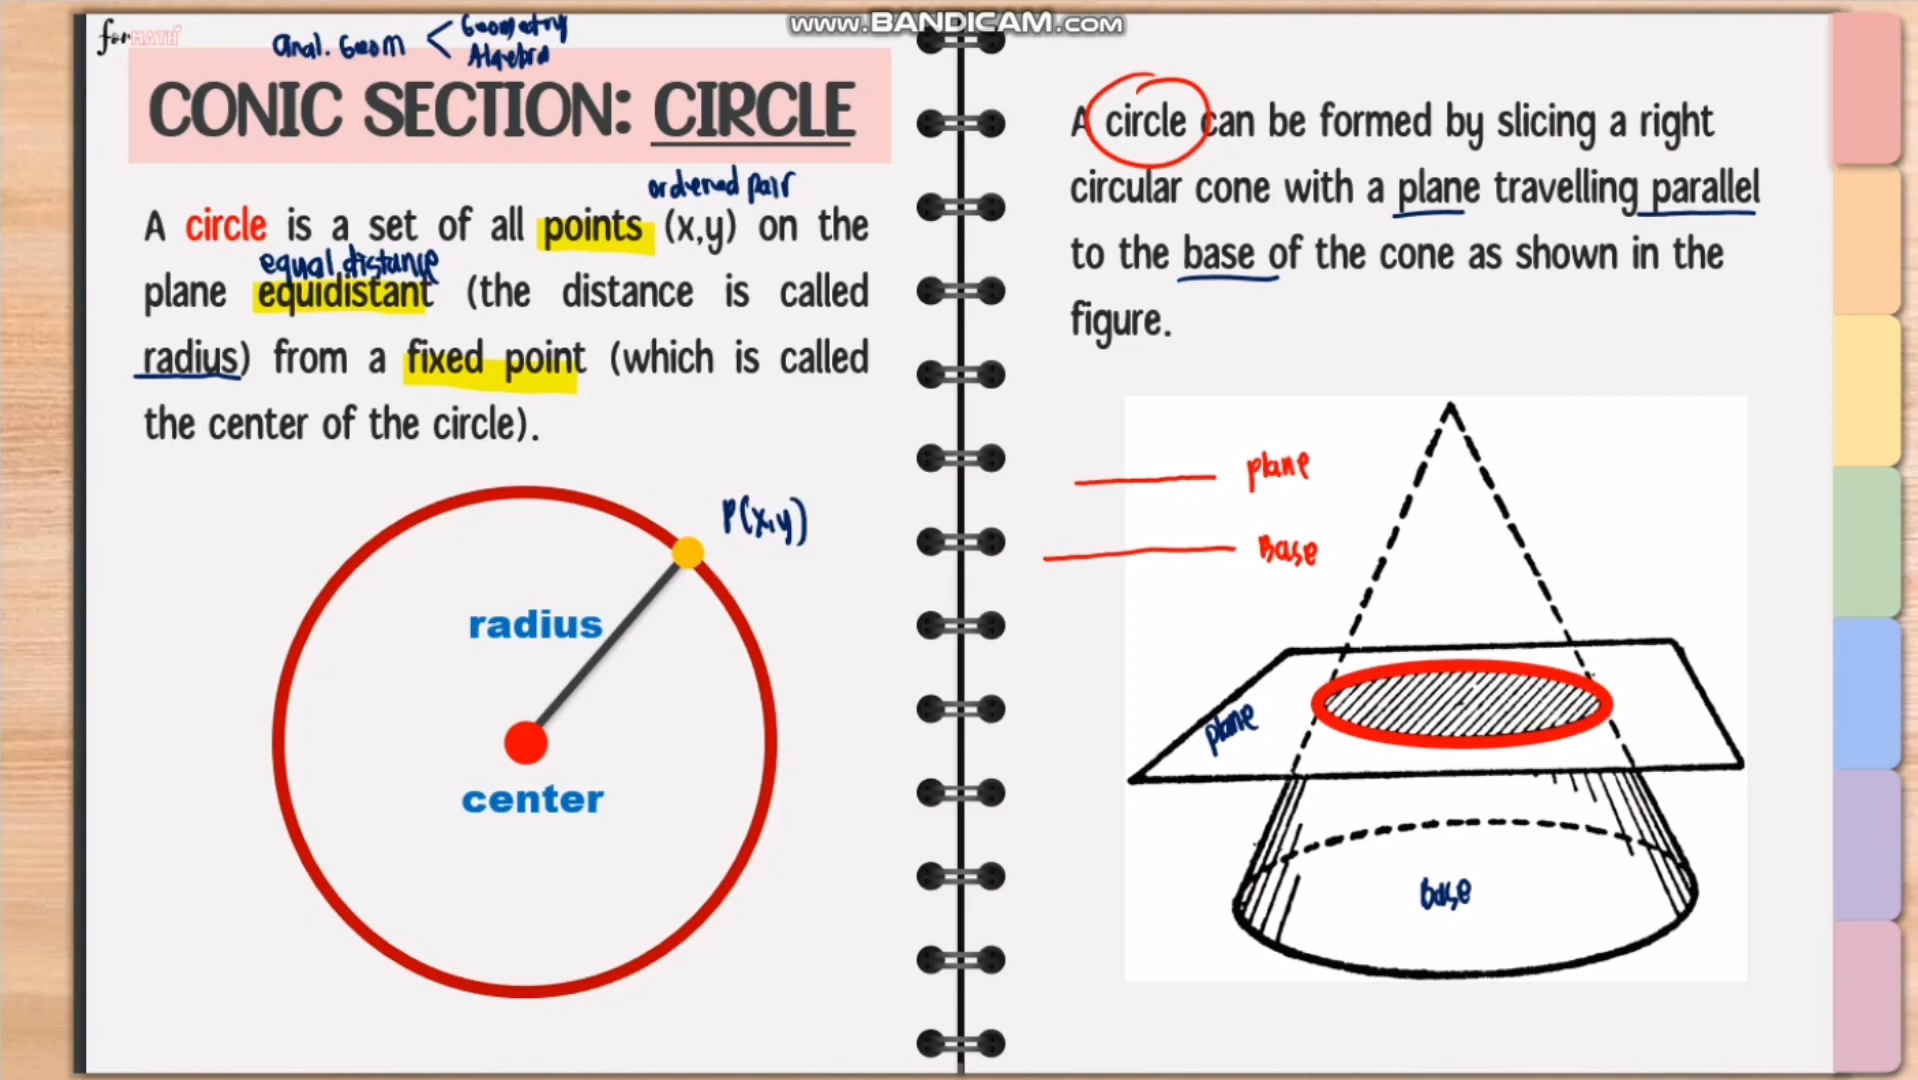 www.BANDICAM.com
forMATH
anal. Geom < Geometry
Algebra
CONIC SECTION: CIRCLE
ordered pair
A circle is a set of all points (x,y) on the
equal distance
plane equidistant (the distance is called
radius) from a fixed point (which is called
the center of the circle).
P(x,y)
radius
center
A circle can be formed by slicing a right
circular cone with a plane travelling parallel
to the base of the cone as shown in the
figure.
plane
Base
plane
base